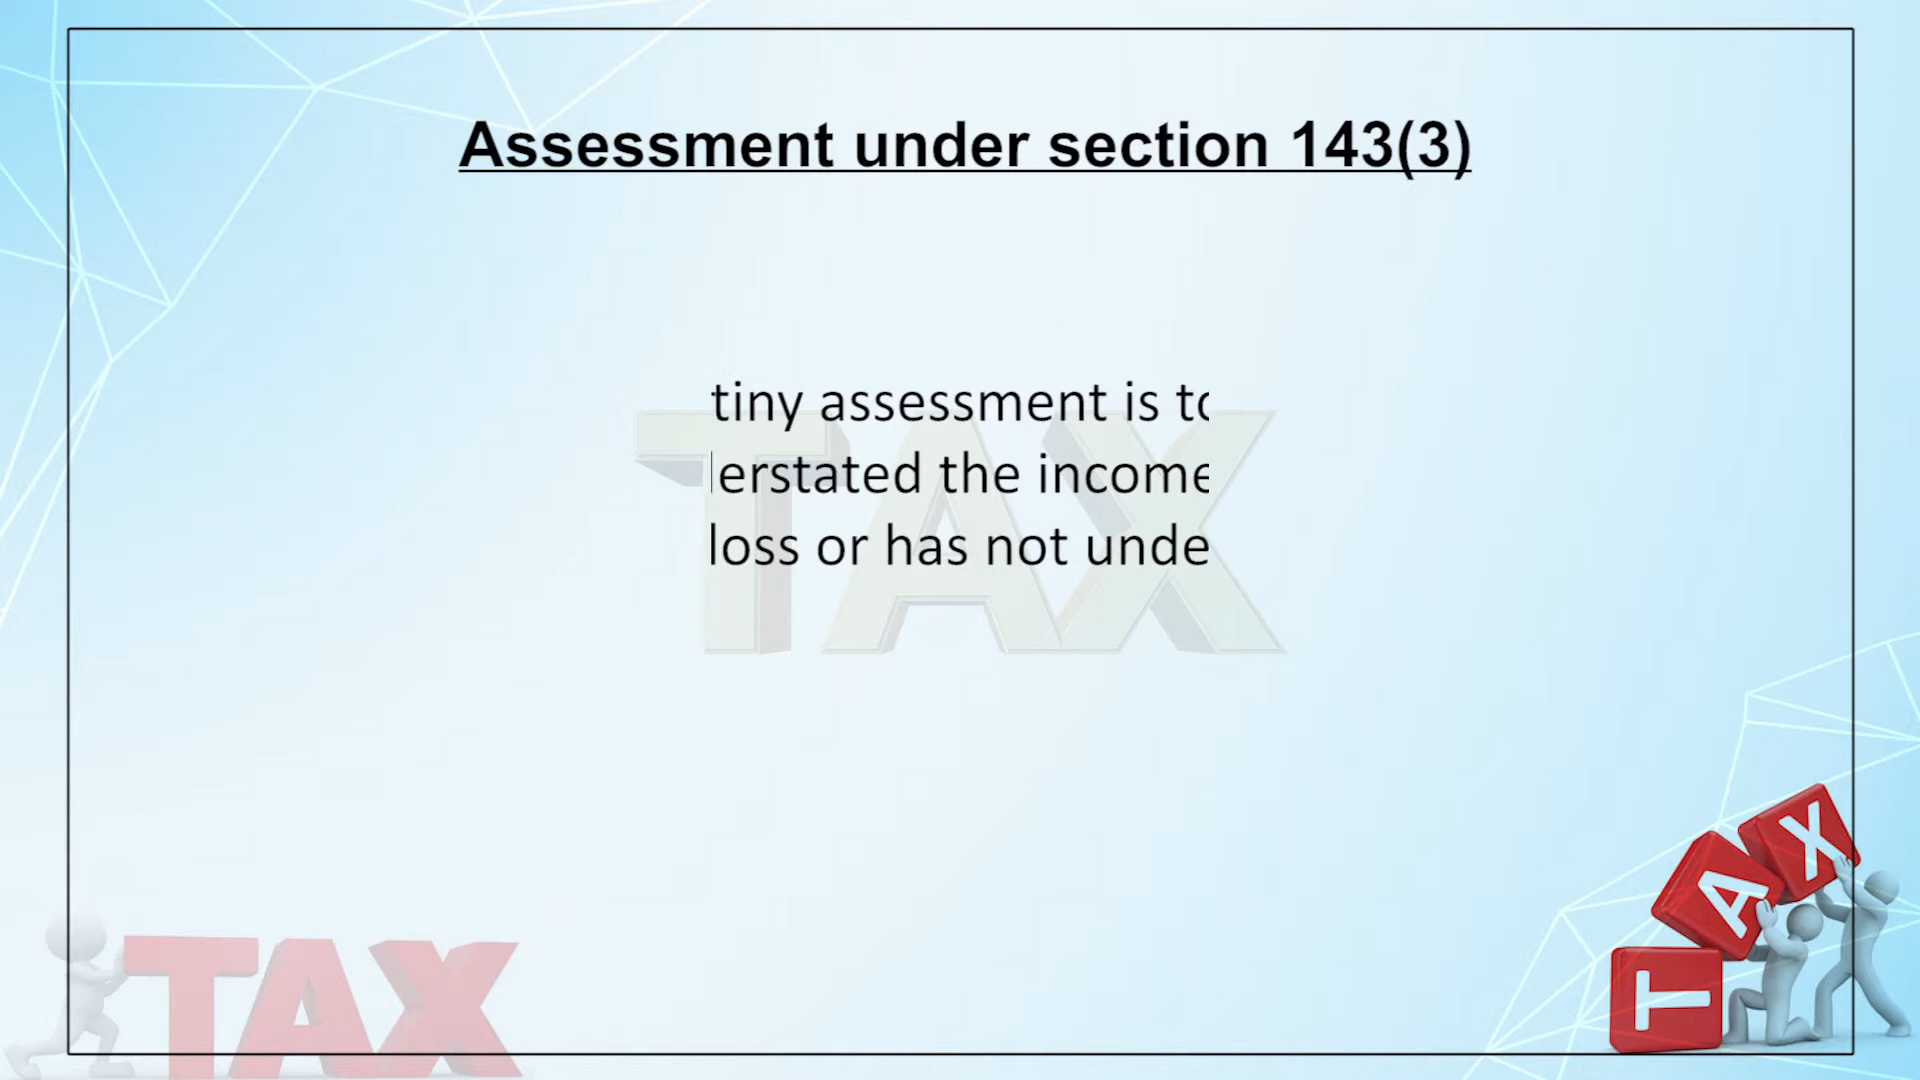 Assessment under section 143(3)
tiny assessment is to
erstated the income
loss or has not unde
TAX
TAX
TAX